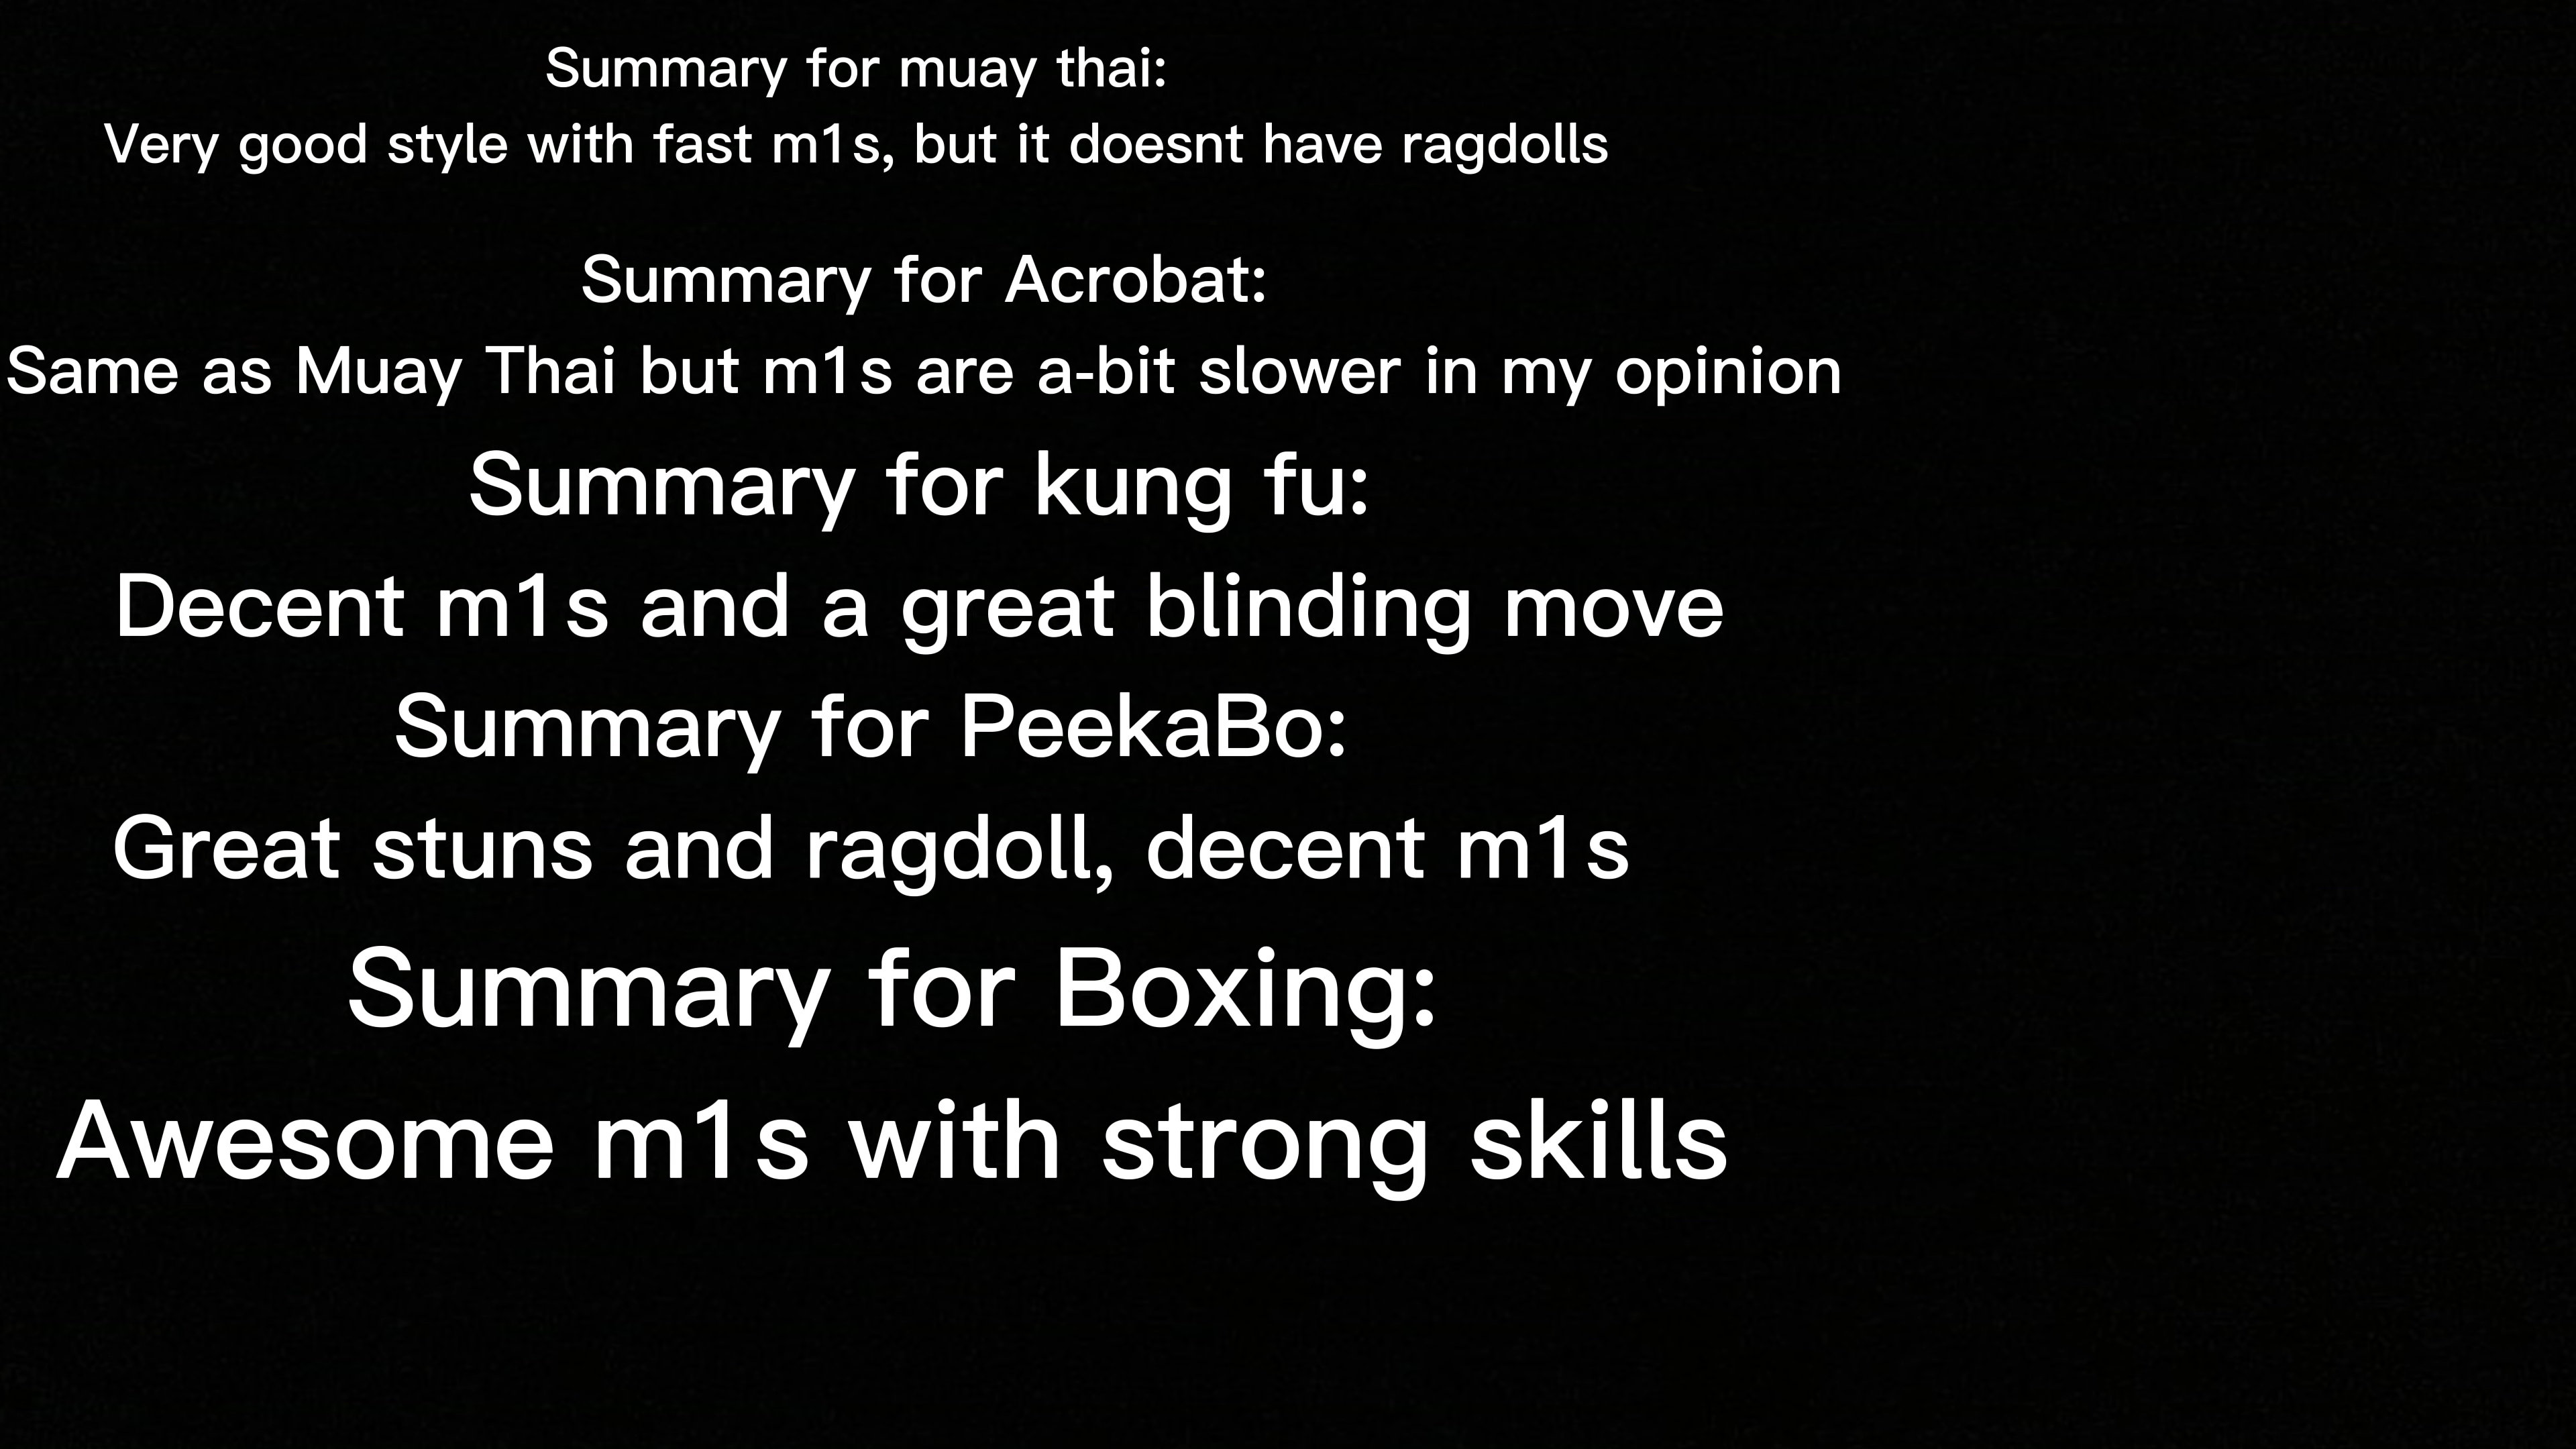 Summary for muay thai:
Very good style with fast m1s, but it doesnt have ragdolls
Summary for Acrobat:
Same as Muay Thai but m1s are a-bit slower in my opinion
Summary for kung fu:
Decent m1s and a great blinding move
Summary for PeekaBo:
Great stuns and ragdoll, decent m1s
Summary for Boxing:
Awesome m1s with strong skills